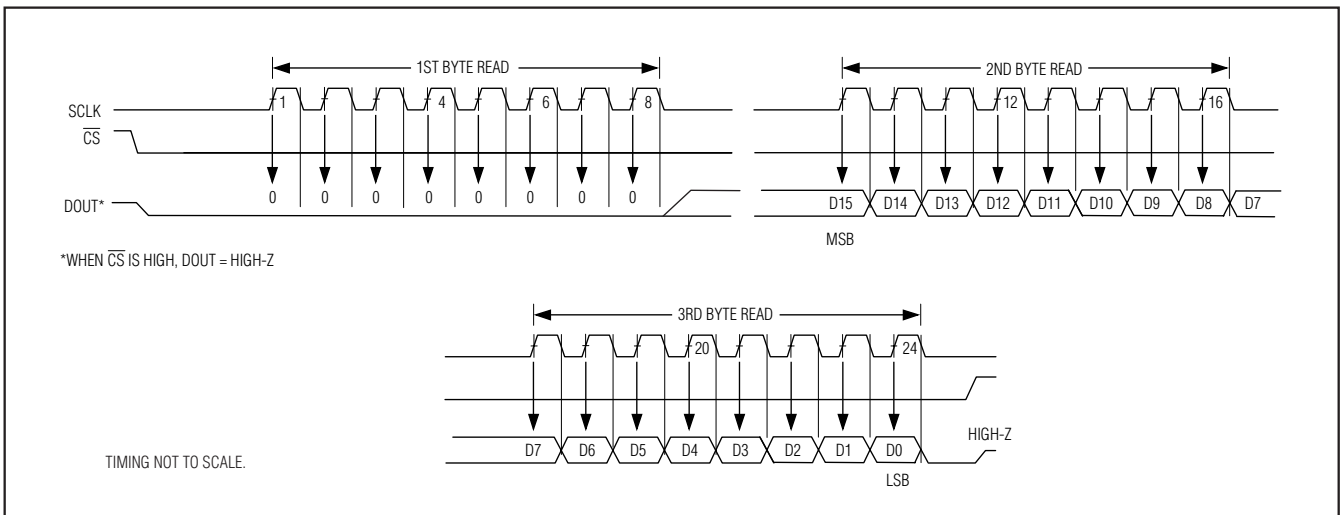 1ST BYTE READ 2ND BYTE READ
SCLK 1 4 6 8 12 16
CS
0 0 0 0 0 0 0 0
DOUT* D15 D14 D13 D12 D11 D10 D9 D8 D7
MSB
*WHEN CS IS HIGH, DOUT = HIGH-Z
3RD BYTE READ
20 24
HIGH-Z
D7 D6 D5 D4 D3 D2 D1 D0
TIMING NOT TO SCALE.
LSB